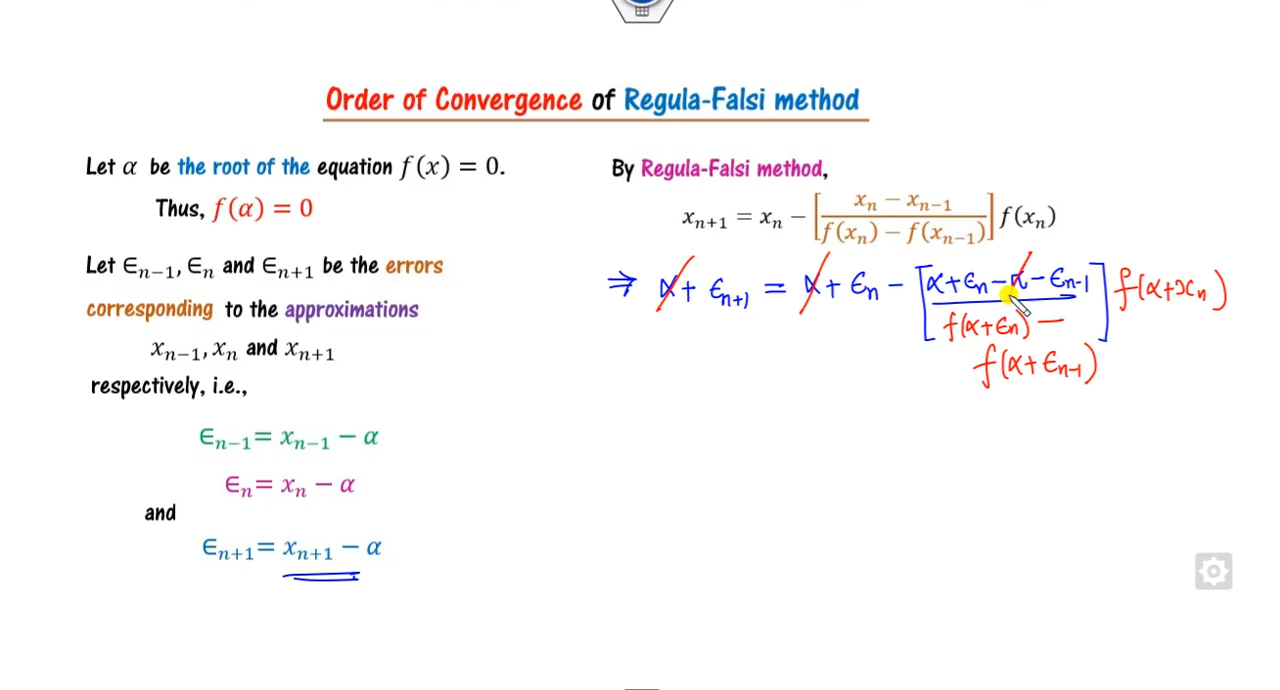 Order of Convergence of Regula-Falsi method
Let α be the root of the equation f(x) = 0.
Thus, f(α) = 0
Let ∈ₙ₋₁, ∈ₙ and ∈ₙ₊₁ be the errors
corresponding to the approximations
xₙ₋₁, xₙ and xₙ₊₁
respectively, i.e.,
∈ₙ₋₁= xₙ₋₁ − α
∈ₙ= xₙ − α
and
∈ₙ₊₁= xₙ₊₁ − α
By Regula-Falsi method,
xₙ₊₁ = xₙ − [(xₙ − xₙ₋₁) / (f(xₙ) − f(xₙ₋₁))] f(xₙ)
⇒ α + ∈ₙ₊₁ = α + ∈ₙ − [(α + ∈ₙ − α − ∈ₙ₋₁) / (f(α + ∈ₙ) − f(α + ∈ₙ₋₁))] f(α + xₙ)